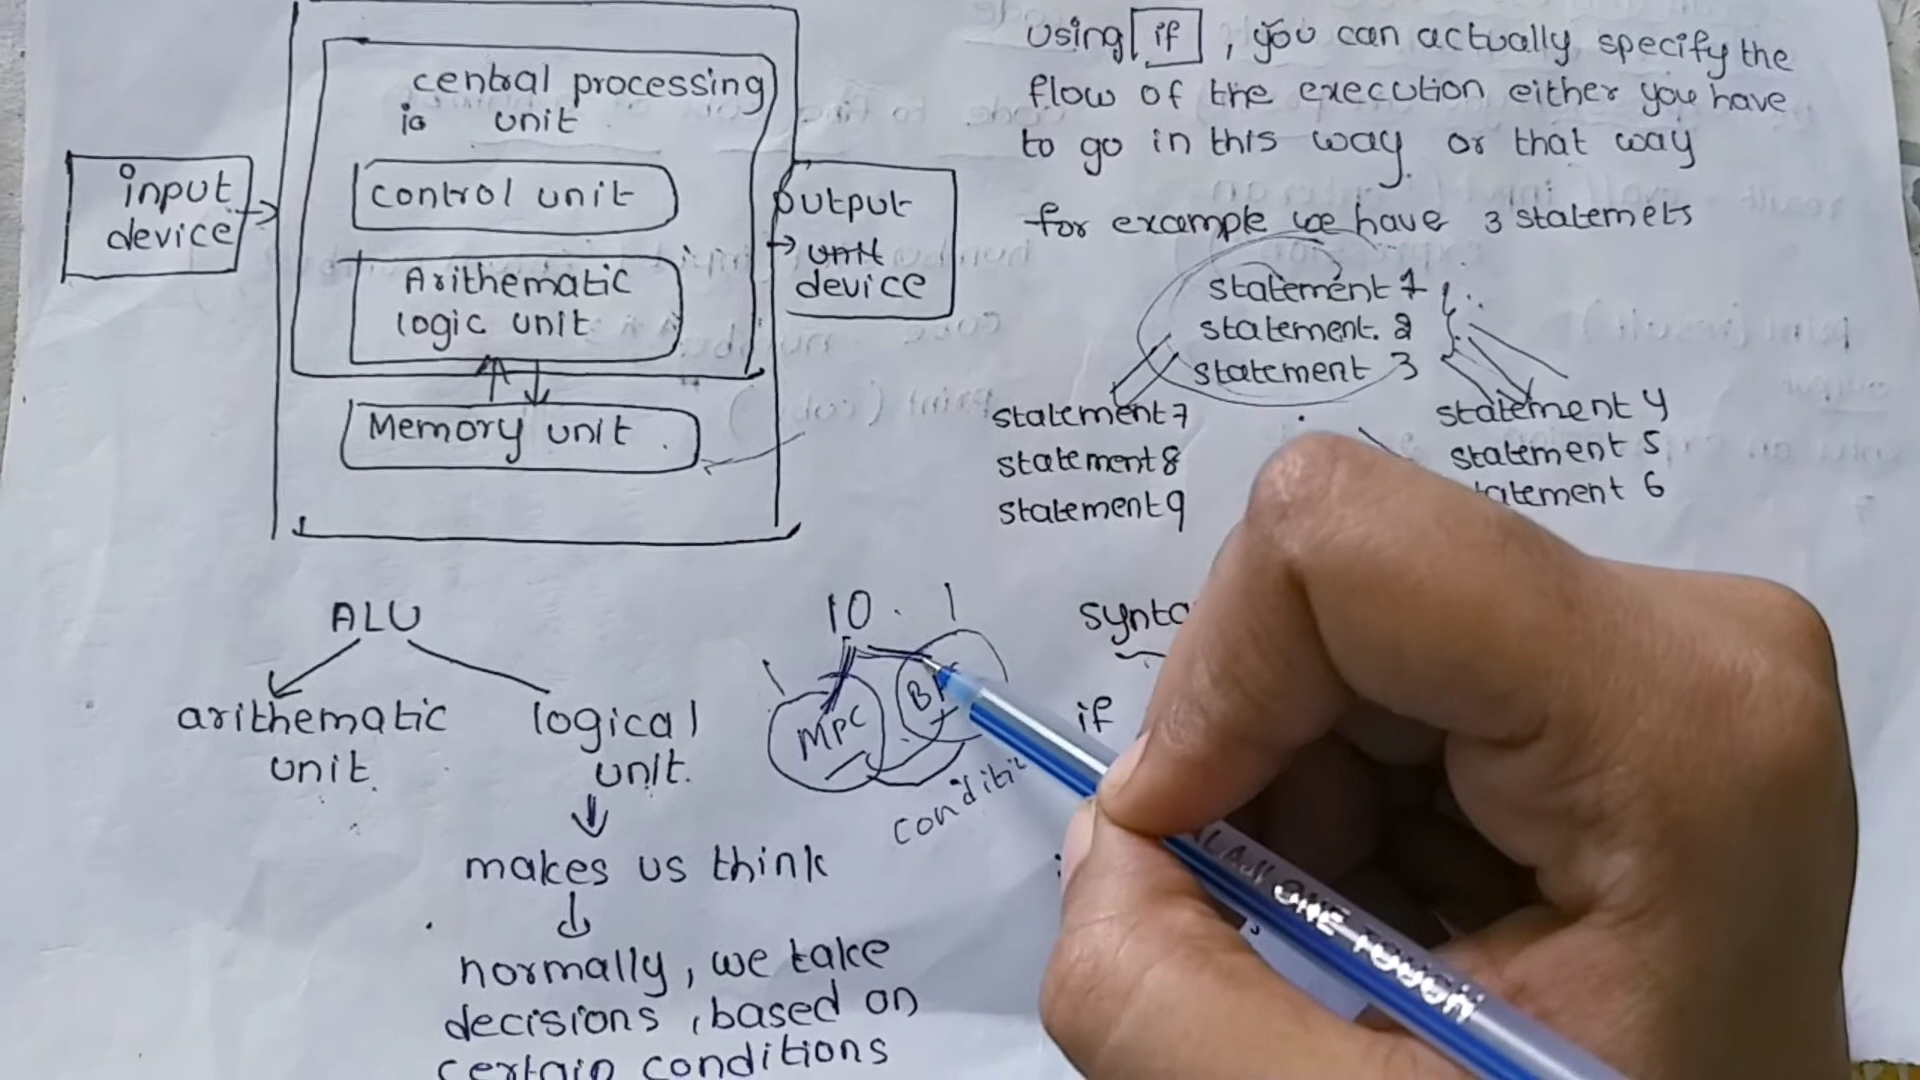 central processing
unit
input
device
control unit
Arithematic
logic unit
Memory unit
output
unit
device
using if, you can actually specify the
flow of the execution either you have
to go in this way or that way
for example we have 3 statemets
statement 1
statement 2
statement 3
statement 7
statement 8
statement 9
statement 4
statement 5
statement 6
ALU
arithematic
unit
logical
unit.
makes us think
normally, we take
decisions, based on
certain conditions
10
MPC
if
ONE TOUCH